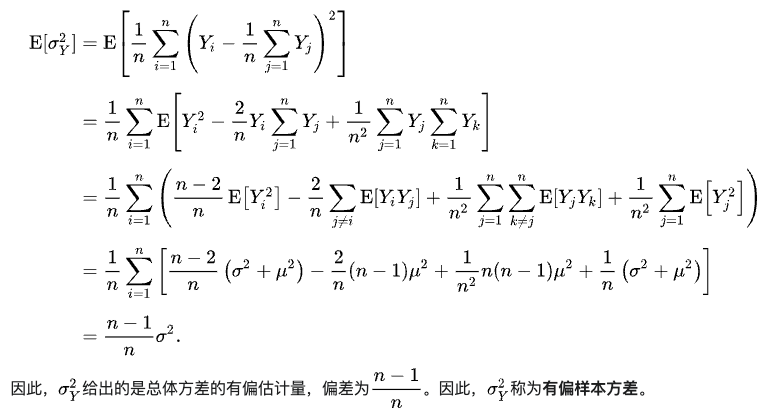 $\mathrm{E}[\sigma_Y^2] = \mathrm{E}\left[\frac{1}{n}\sum_{i=1}^{n}\left(Y_i - \frac{1}{n}\sum_{j=1}^{n}Y_j\right)^2\right]$
$= \frac{1}{n}\sum_{i=1}^{n}\mathrm{E}\left[Y_i^2 - \frac{2}{n}Y_i\sum_{j=1}^{n}Y_j + \frac{1}{n^2}\sum_{j=1}^{n}Y_j\sum_{k=1}^{n}Y_k\right]$
$= \frac{1}{n}\sum_{i=1}^{n}\left(\frac{n-2}{n}\mathrm{E}[Y_i^2] - \frac{2}{n}\sum_{j\neq i}\mathrm{E}[Y_iY_j] + \frac{1}{n^2}\sum_{j=1}^{n}\sum_{k\neq j}^{n}\mathrm{E}[Y_jY_k] + \frac{1}{n^2}\sum_{j=1}^{n}\mathrm{E}\left[Y_j^2\right]\right)$
$= \frac{1}{n}\sum_{i=1}^{n}\left[\frac{n-2}{n}\left(\sigma^2+\mu^2\right) - \frac{2}{n}(n-1)\mu^2 + \frac{1}{n^2}n(n-1)\mu^2 + \frac{1}{n}\left(\sigma^2+\mu^2\right)\right]$
$= \frac{n-1}{n}\sigma^2.$
因此，$\sigma_Y^2$给出的是总体方差的有偏估计量，偏差为$\frac{n-1}{n}$。因此，$\sigma_Y^2$称为有偏样本方差。